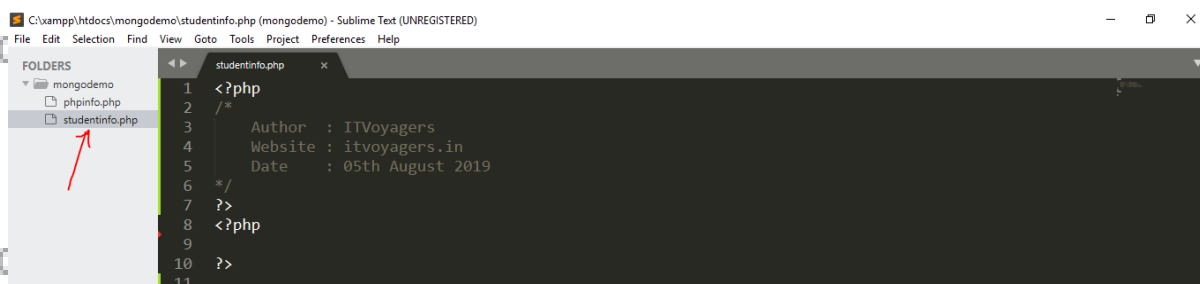 C:\xampp\htdocs\mongodemo\studentinfo.php (mongodemo) - Sublime Text (UNREGISTERED)
File Edit Selection Find View Goto Tools Project Preferences Help
FOLDERS
mongodemo
phpinfo.php
studentinfo.php
studentinfo.php ×
1 <?php
2 /*
3 Author : ITVoyagers
4 Website : itvoyagers.in
5 Date : 05th August 2019
6 */
7 ?>
8 <?php
9
10 ?>
11